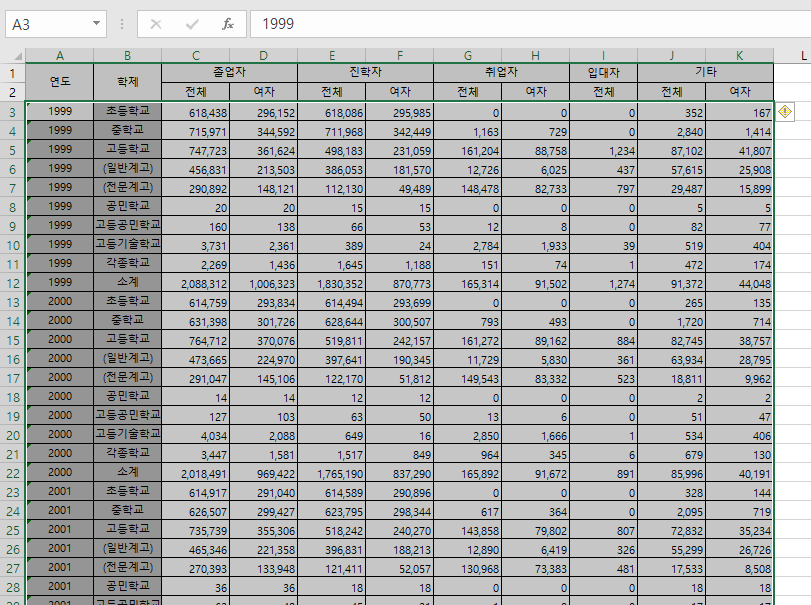 A3 fx 1999
A B C D E F G H I J K L
1 연도 학제 졸업자 진학자 취업자 입대자 기타
2 전체 여자 전체 여자 전체 여자 전체 전체 여자
3 1999 초등학교 618,438 296,152 618,086 295,985 0 0 0 352 167
4 1999 중학교 715,971 344,592 711,968 342,449 1,163 729 0 2,840 1,414
5 1999 고등학교 747,723 361,624 498,183 231,059 161,204 88,758 1,234 87,102 41,807
6 1999 (일반계고) 456,831 213,503 386,053 181,570 12,726 6,025 437 57,615 25,908
7 1999 (전문계고) 290,892 148,121 112,130 49,489 148,478 82,733 797 29,487 15,899
8 1999 공민학교 20 20 15 15 0 0 0 5 5
9 1999 고등공민학교 160 138 66 53 12 8 0 82 77
10 1999 고등기술학교 3,731 2,361 389 24 2,784 1,933 39 519 404
11 1999 각종학교 2,269 1,436 1,645 1,188 151 74 1 472 174
12 1999 소계 2,088,312 1,006,323 1,830,352 870,773 165,314 91,502 1,274 91,372 44,048
13 2000 초등학교 614,759 293,834 614,494 293,699 0 0 0 265 135
14 2000 중학교 631,398 301,726 628,644 300,507 793 493 0 1,720 714
15 2000 고등학교 764,712 370,076 519,811 242,157 161,272 89,162 884 82,745 38,757
16 2000 (일반계고) 473,665 224,970 397,641 190,345 11,729 5,830 361 63,934 28,795
17 2000 (전문계고) 291,047 145,106 122,170 51,812 149,543 83,332 523 18,811 9,962
18 2000 공민학교 14 14 12 12 0 0 0 2 2
19 2000 고등공민학교 127 103 63 50 13 6 0 51 47
20 2000 고등기술학교 4,034 2,088 649 16 2,850 1,666 1 534 406
21 2000 각종학교 3,447 1,581 1,517 849 964 345 6 679 130
22 2000 소계 2,018,491 969,422 1,765,190 837,290 165,892 91,672 891 85,996 40,191
23 2001 초등학교 614,917 291,040 614,589 290,896 0 0 0 328 144
24 2001 중학교 626,507 299,427 623,795 298,344 617 364 0 2,095 719
25 2001 고등학교 735,739 355,306 518,242 240,270 143,858 79,802 807 72,832 35,234
26 2001 (일반계고) 465,346 221,358 396,831 188,213 12,890 6,419 326 55,299 26,726
27 2001 (전문계고) 270,393 133,948 121,411 52,057 130,968 73,383 481 17,533 8,508
28 2001 공민학교 36 36 18 18 0 0 0 18 18
2001 고등공민학교